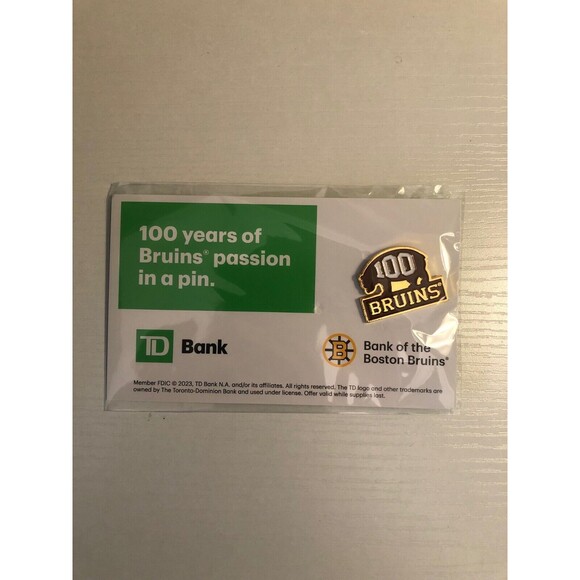 100 years of
Bruins® passion
in a pin.
100
BRUINS®
TD Bank
B
Bank of the
Boston Bruins®
Member FDIC © 2023, TD Bank N.A. and/or its affiliates. All rights reserved. The TD logo and other trademarks are
owned by The Toronto-Dominion Bank and used under license. Offer valid while supplies last.